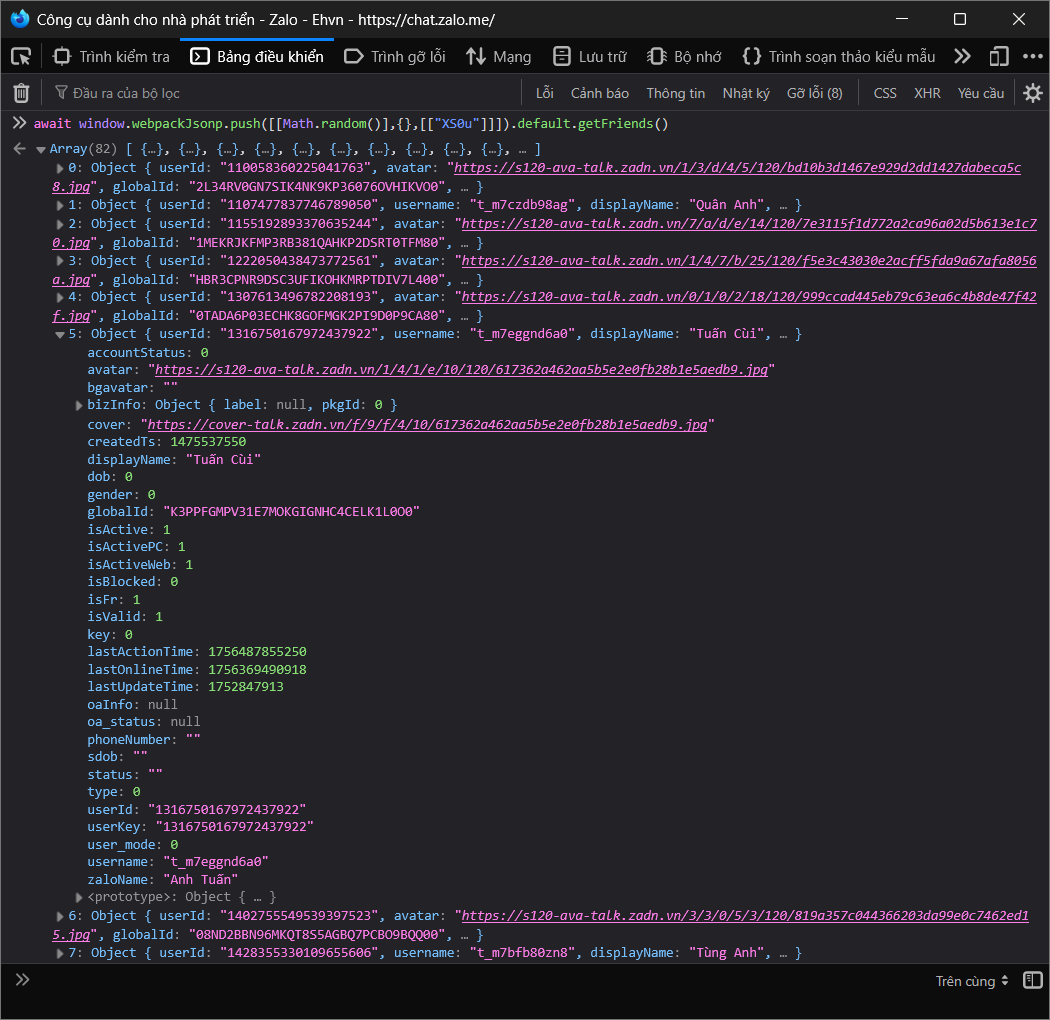 Công cụ dành cho nhà phát triển - Zalo - Ehvn - https://chat.zalo.me/
Trình kiểm tra Bảng điều khiển Trình gỡ lỗi Mạng Lưu trữ Bộ nhớ {} Trình soạn thảo kiểu mẫu
Đầu ra của bộ lọc Lỗi Cảnh báo Thông tin Nhật ký Gỡ lỗi (8) CSS XHR Yêu cầu
await window.webpackJsonp.push([[Math.random()],{},[["XS0u"]]]).default.getFriends()
Array(82) [ {…}, {…}, {…}, {…}, {…}, {…}, {…}, {…}, {…}, {…}, … ]
0: Object { userId: "110058360225041763", avatar: "https://s120-ava-talk.zadn.vn/1/3/d/4/5/120/bd10b3d1467e929d2dd1427dabeca5c
8.jpg", globalId: "2L34RV0GN7SIK4NK9KP36076OVHIKVO0", … }
1: Object { userId: "1107477837746789050", username: "t_m7czdb98ag", displayName: "Quân Anh", … }
2: Object { userId: "1155192893370635244", avatar: "https://s120-ava-talk.zadn.vn/7/a/d/e/14/120/7e3115f1d772a2ca96a02d5b613e1c7
0.jpg", globalId: "1MEKRJKFMP3RB381QAHKP2DSRT0TFM80", … }
3: Object { userId: "1222050438473772561", avatar: "https://s120-ava-talk.zadn.vn/1/4/7/b/25/120/f5e3c43030e2acff5fda9a67afa8056
a.jpg", globalId: "HBR3CPNR9DSC3UFIKOHKMRPTDIV7L400", … }
4: Object { userId: "1307613496782208193", avatar: "https://s120-ava-talk.zadn.vn/0/1/0/2/18/120/999ccad445eb79c63ea6c4b8de47f42
f.jpg", globalId: "0TADA6P03ECHK8GOFMGK2PI9D0P9CA80", … }
5: Object { userId: "1316750167972437922", username: "t_m7eggnd6a0", displayName: "Tuấn Cùi", … }
accountStatus: 0
avatar: "https://s120-ava-talk.zadn.vn/1/4/1/e/10/120/617362a462aa5b5e2e0fb28b1e5aedb9.jpg"
bgavatar: ""
bizInfo: Object { label: null, pkgId: 0 }
cover: "https://cover-talk.zadn.vn/f/9/f/4/10/617362a462aa5b5e2e0fb28b1e5aedb9.jpg"
createdTs: 1475537550
displayName: "Tuấn Cùi"
dob: 0
gender: 0
globalId: "K3PPFGMPV31E7MOKGIGNHC4CELK1L0O0"
isActive: 1
isActivePC: 1
isActiveWeb: 1
isBlocked: 0
isFr: 1
isValid: 1
key: 0
lastActionTime: 1756487855250
lastOnlineTime: 1756369490918
lastUpdateTime: 1752847913
oaInfo: null
oa_status: null
phoneNumber: ""
sdob: ""
status: ""
type: 0
userId: "1316750167972437922"
userKey: "1316750167972437922"
user_mode: 0
username: "t_m7eggnd6a0"
zaloName: "Anh Tuấn"
<prototype>: Object { … }
6: Object { userId: "1402755549539397523", avatar: "https://s120-ava-talk.zadn.vn/3/3/0/5/3/120/819a357c044366203da99e0c7462ed1
5.jpg", globalId: "08ND2BBN96MKQT8S5AGBQ7PCBO9BQQ00", … }
7: Object { userId: "1428355330109655606", username: "t_m7bfb80zn8", displayName: "Tùng Anh", … }
Trên cùng